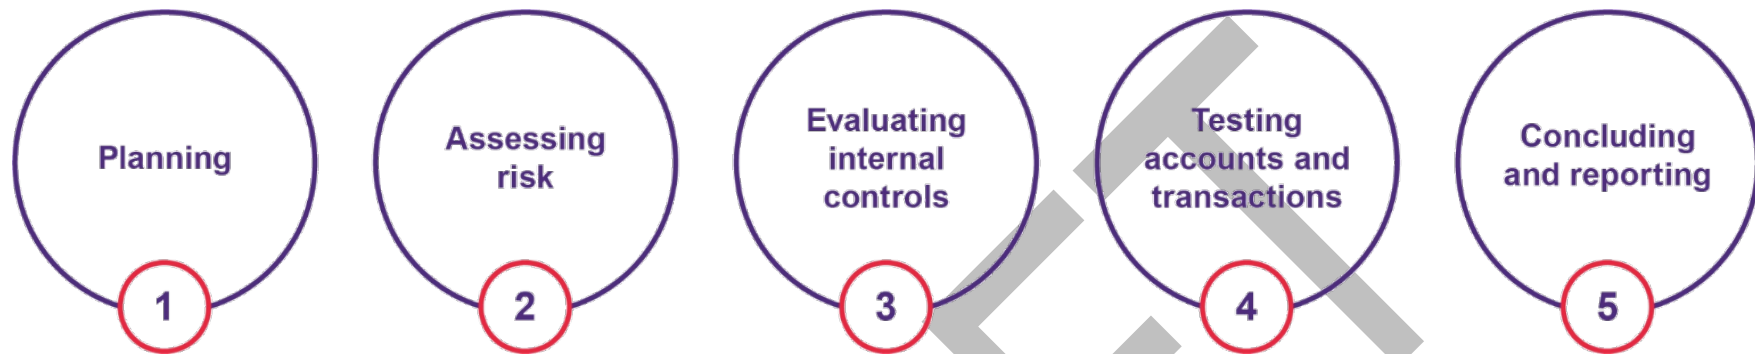 Planning
Assessing
risk
Evaluating
internal
controls
Testing
accounts and
transactions
Concluding
and reporting
1
2
3
4
5